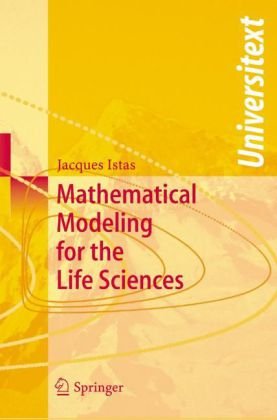 Universitext
Jacques Istas
Mathematical
Modeling
for the
Life Sciences
Springer